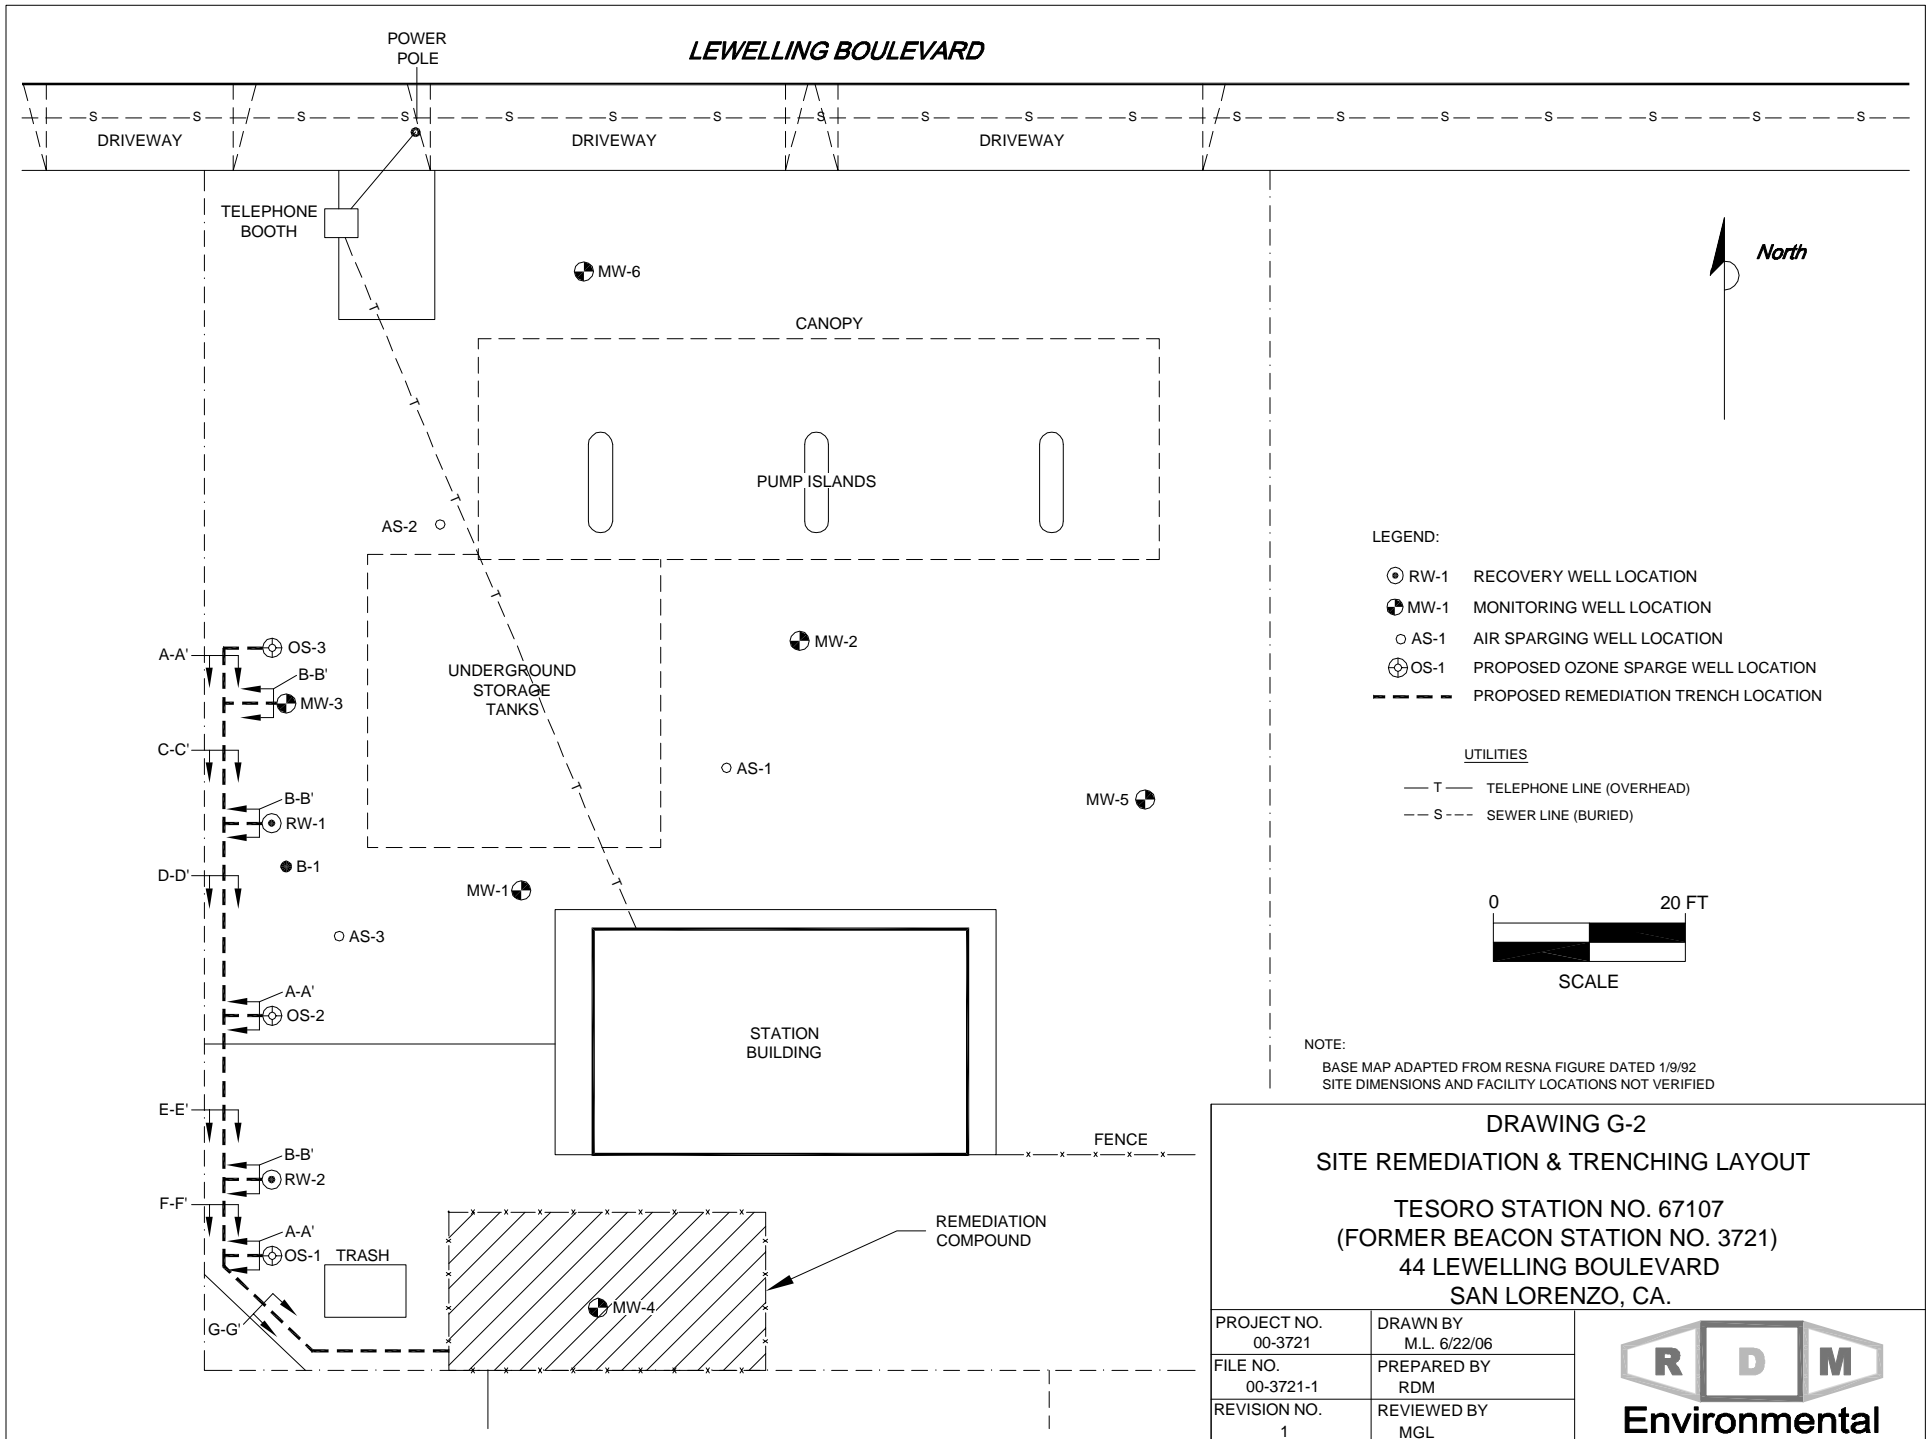 POWER
POLE
LEWELLING BOULEVARD
S S S S S S S S S S S S S S S S S S
DRIVEWAY DRIVEWAY DRIVEWAY
TELEPHONE
BOOTH
North
MW-6
T
CANOPY
T
PUMP ISLANDS
T
AS-2
T
LEGEND:
RW-1 RECOVERY WELL LOCATION
MW-1 MONITORING WELL LOCATION
AS-1 AIR SPARGING WELL LOCATION
OS-1 PROPOSED OZONE SPARGE WELL LOCATION
PROPOSED REMEDIATION TRENCH LOCATION
UTILITIES
T TELEPHONE LINE (OVERHEAD)
S SEWER LINE (BURIED)
MW-2
A-A'
OS-3
B-B'
MW-3
UNDERGROUND
STORAGE
TANKS
C-C'
AS-1
T
B-B'
RW-1
MW-5
B-1
D-D'
MW-1
T
AS-3
0 20 FT
SCALE
A-A'
OS-2
STATION
BUILDING
NOTE:
BASE MAP ADAPTED FROM RESNA FIGURE DATED 1/9/92
SITE DIMENSIONS AND FACILITY LOCATIONS NOT VERIFIED
E-E'
B-B'
RW-2
FENCE
x x x x x
F-F'
A-A'
OS-1
TRASH
REMEDIATION
COMPOUND
MW-4
G-G'
DRAWING G-2
SITE REMEDIATION & TRENCHING LAYOUT
TESORO STATION NO. 67107
(FORMER BEACON STATION NO. 3721)
44 LEWELLING BOULEVARD
SAN LORENZO, CA.
PROJECT NO.
00-3721
DRAWN BY
M.L. 6/22/06
FILE NO.
00-3721-1
PREPARED BY
RDM
REVISION NO.
1
REVIEWED BY
MGL
R D M
Environmental